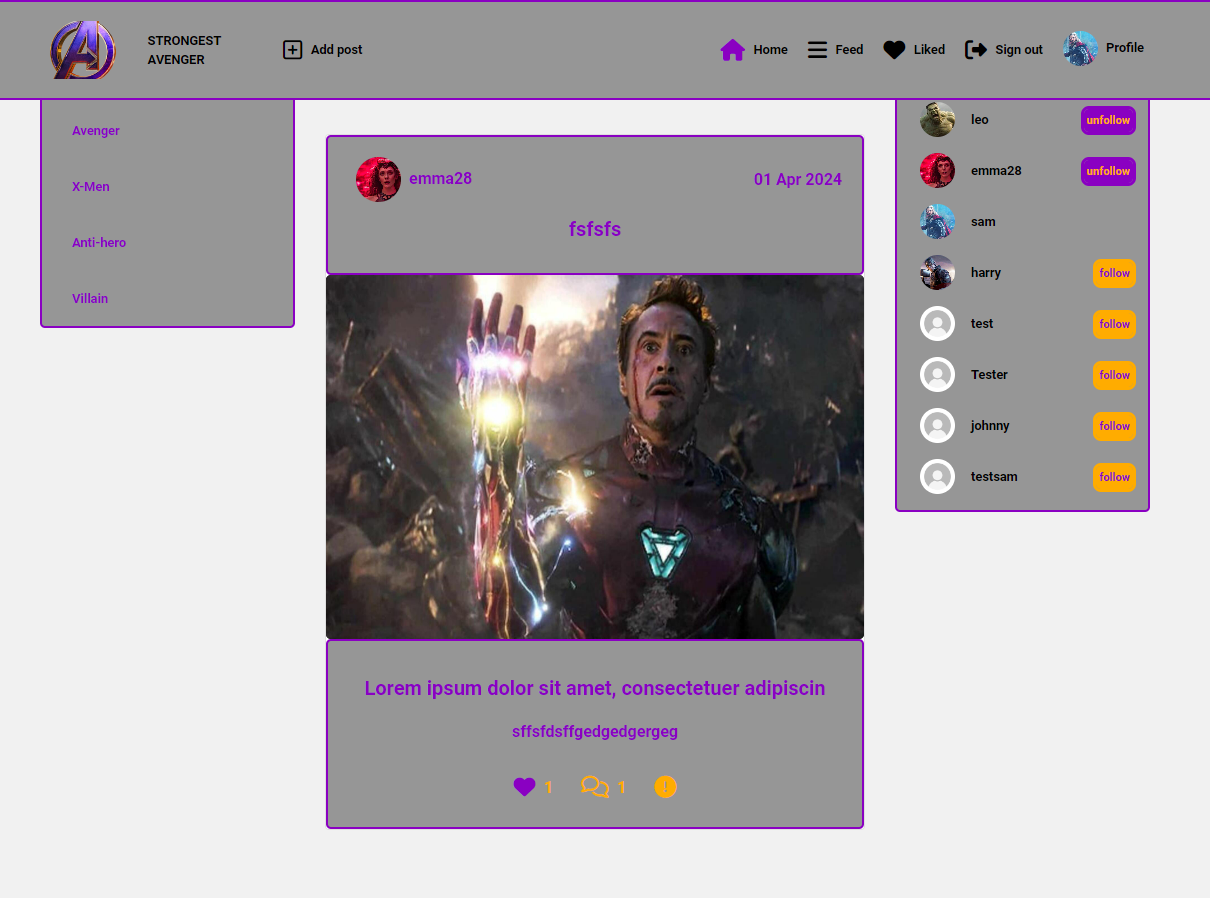 STRONGEST
AVENGER
Add post
Home
Feed
Liked
Sign out
Profile
Avenger
X-Men
Anti-hero
Villain
emma28
01 Apr 2024
fsfsfs
Lorem ipsum dolor sit amet, consectetuer adipiscin
sffsfdsffgedgedgergeg
1
1
!
leo
unfollow
emma28
unfollow
sam
harry
follow
test
follow
Tester
follow
johnny
follow
testsam
follow